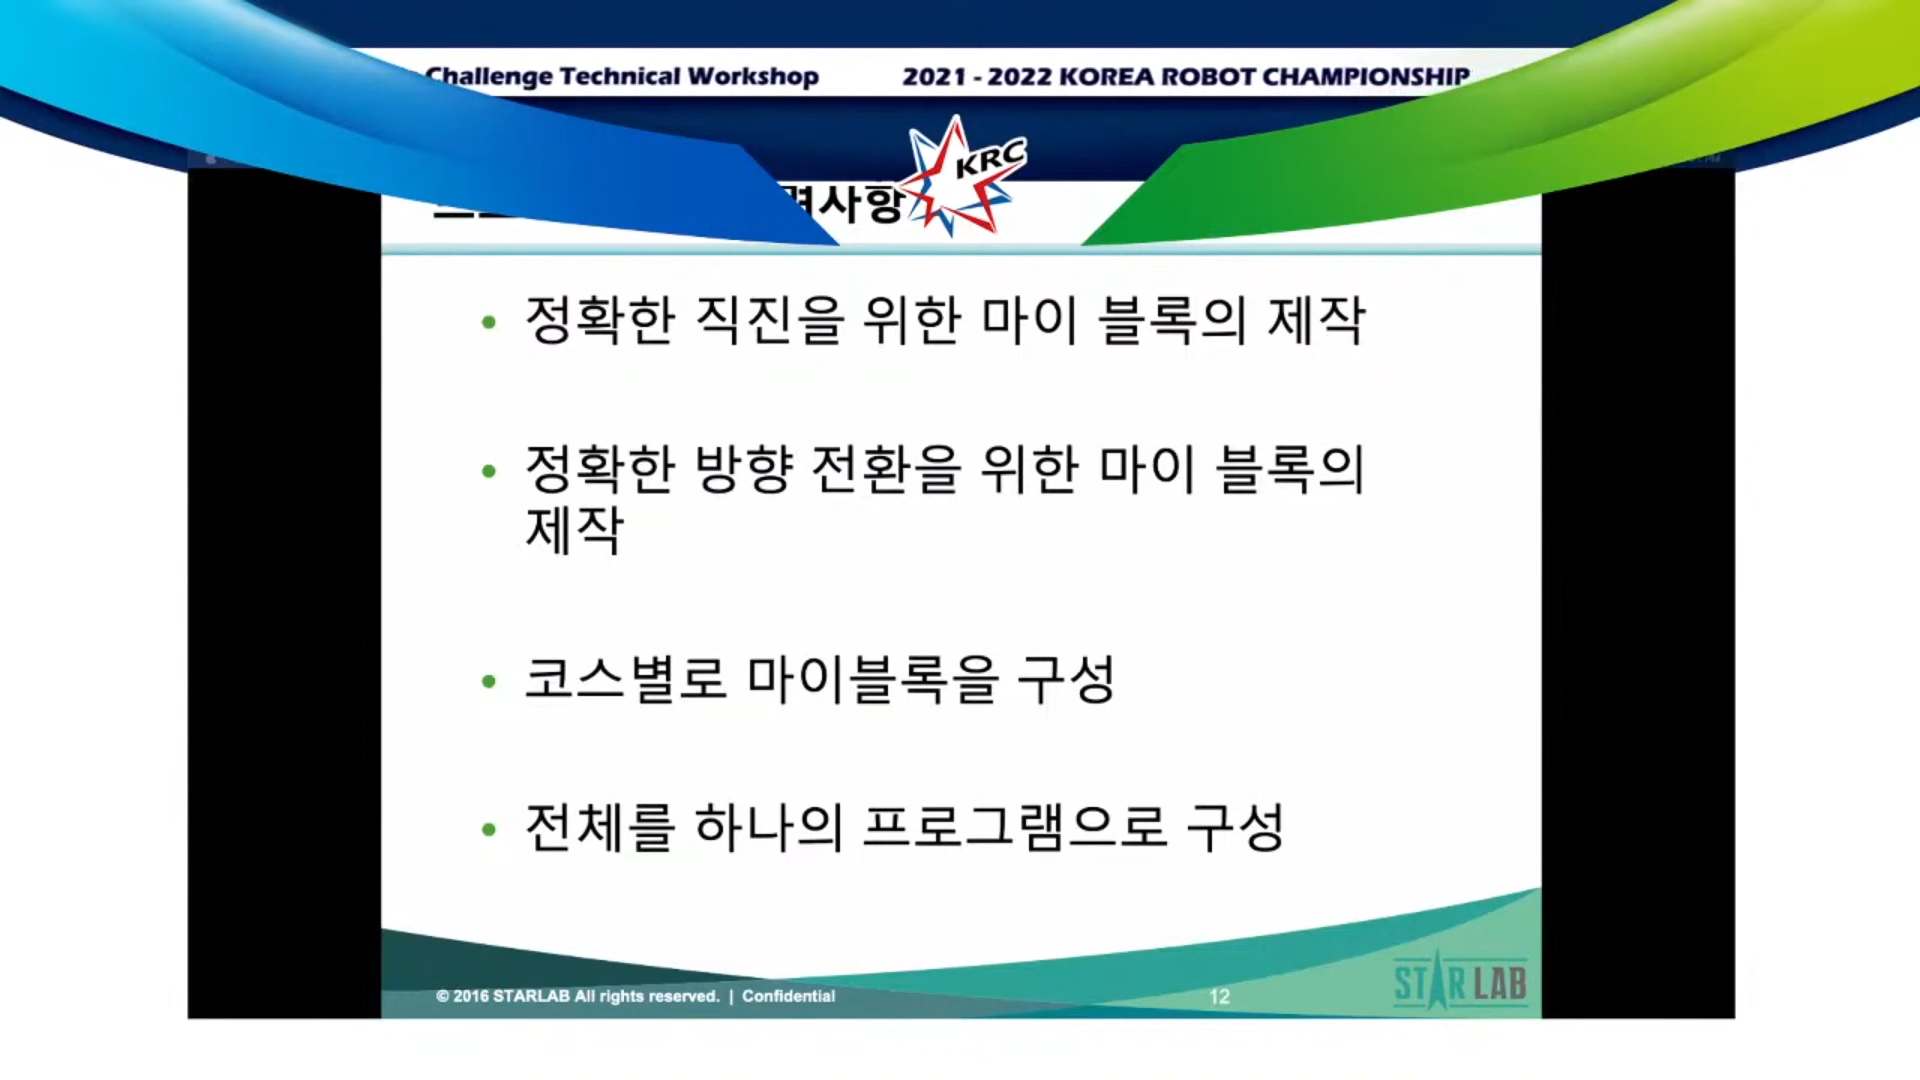 Challenge Technical Workshop
2021 - 2022 KOREA ROBOT CHAMPIONSHIP
KRC
• 정확한 직진을 위한 마이 블록의 제작
• 정확한 방향 전환을 위한 마이 블록의
제작
• 코스별로 마이블록을 구성
• 전체를 하나의 프로그램으로 구성
© 2016 STARLAB All rights reserved. | Confidential
12
STAR LAB